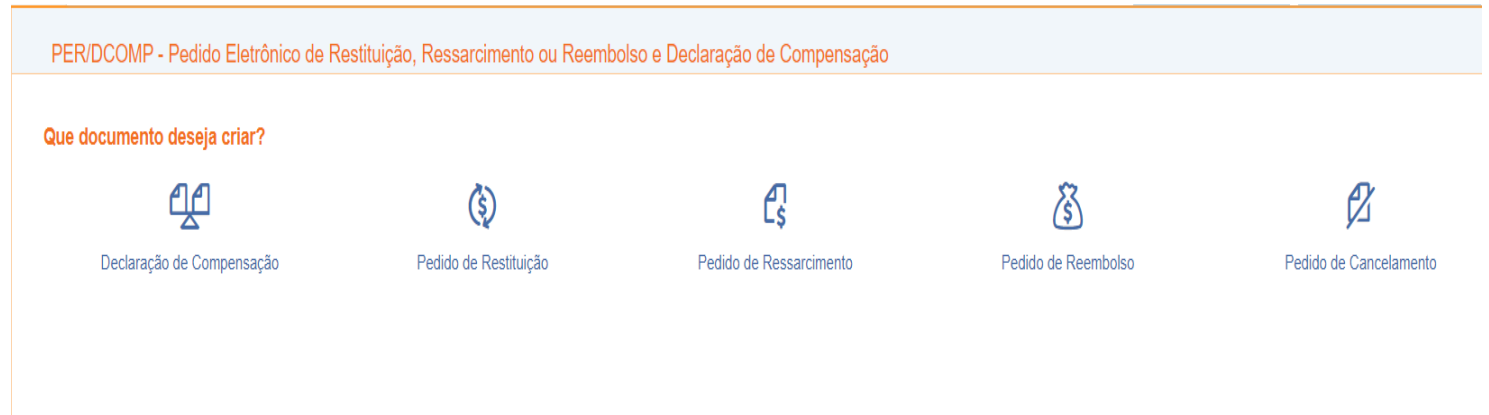 PER/DCOMP - Pedido Eletrônico de Restituição, Ressarcimento ou Reembolso e Declaração de Compensação
Que documento deseja criar?
Declaração de Compensação
Pedido de Restituição
Pedido de Ressarcimento
Pedido de Reembolso
Pedido de Cancelamento